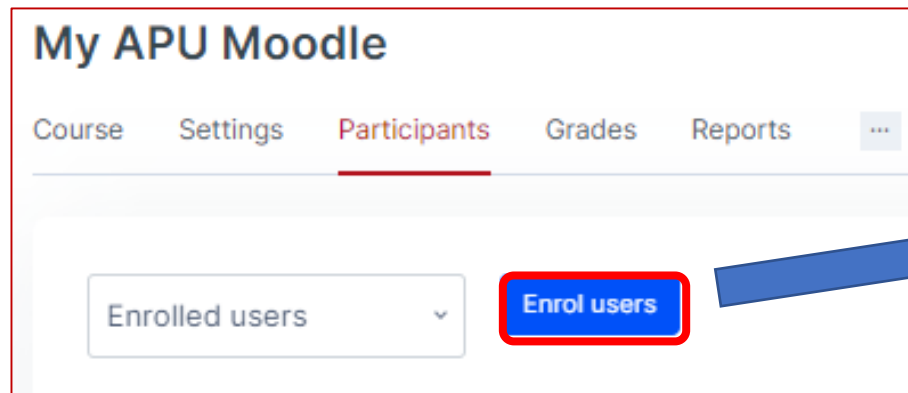 My APU Moodle
Course Settings Participants Grades Reports ...
Enrolled users
Enrol users